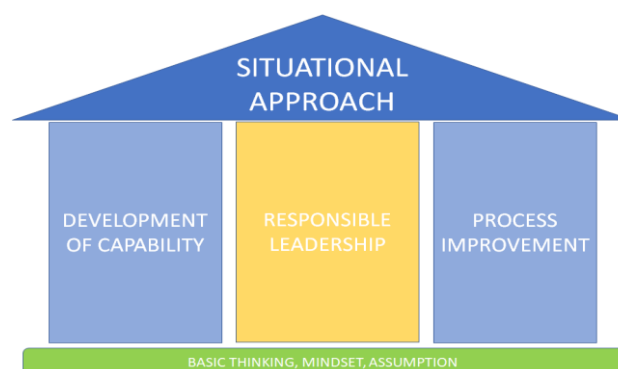 SITUATIONAL
APPROACH
DEVELOPMENT
OF CAPABILITY
RESPONSIBLE
LEADERSHIP
PROCESS
IMPROVEMENT
BASIC THINKING, MINDSET, ASSUMPTION